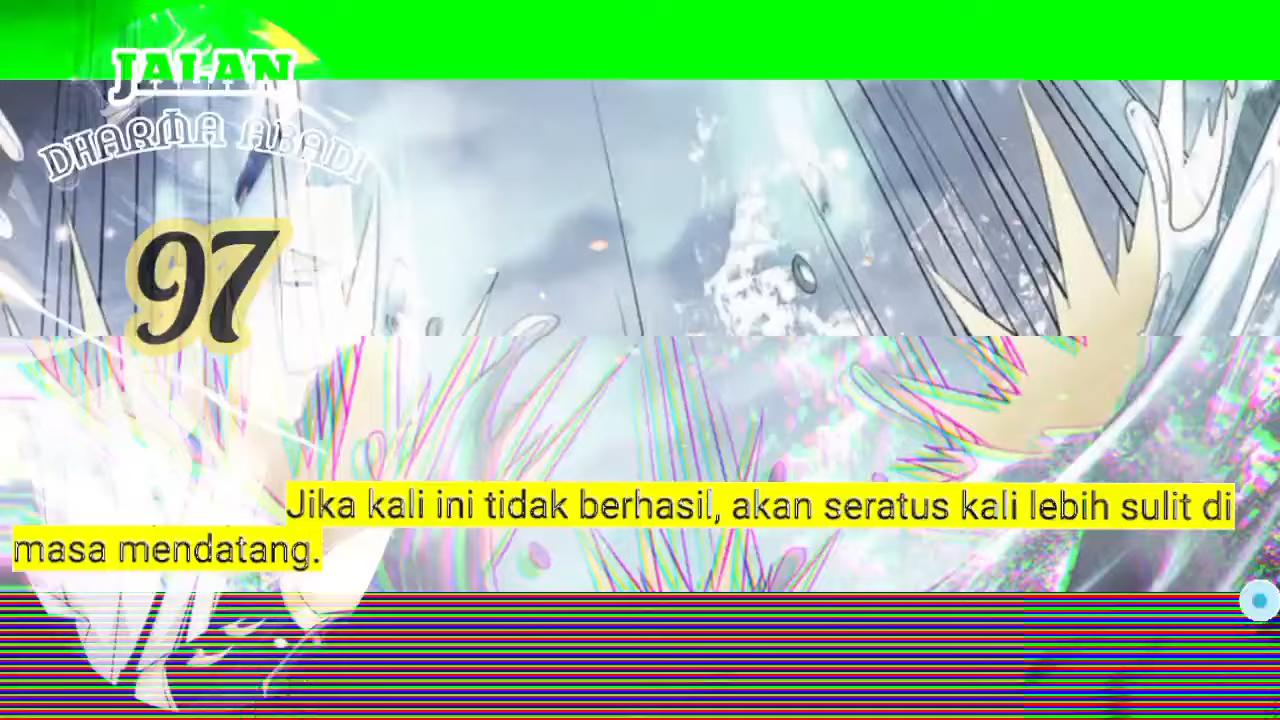 JALAN
DHARMA ABADI
97
Jika kali ini tidak berhasil, akan seratus kali lebih sulit di
masa mendatang.